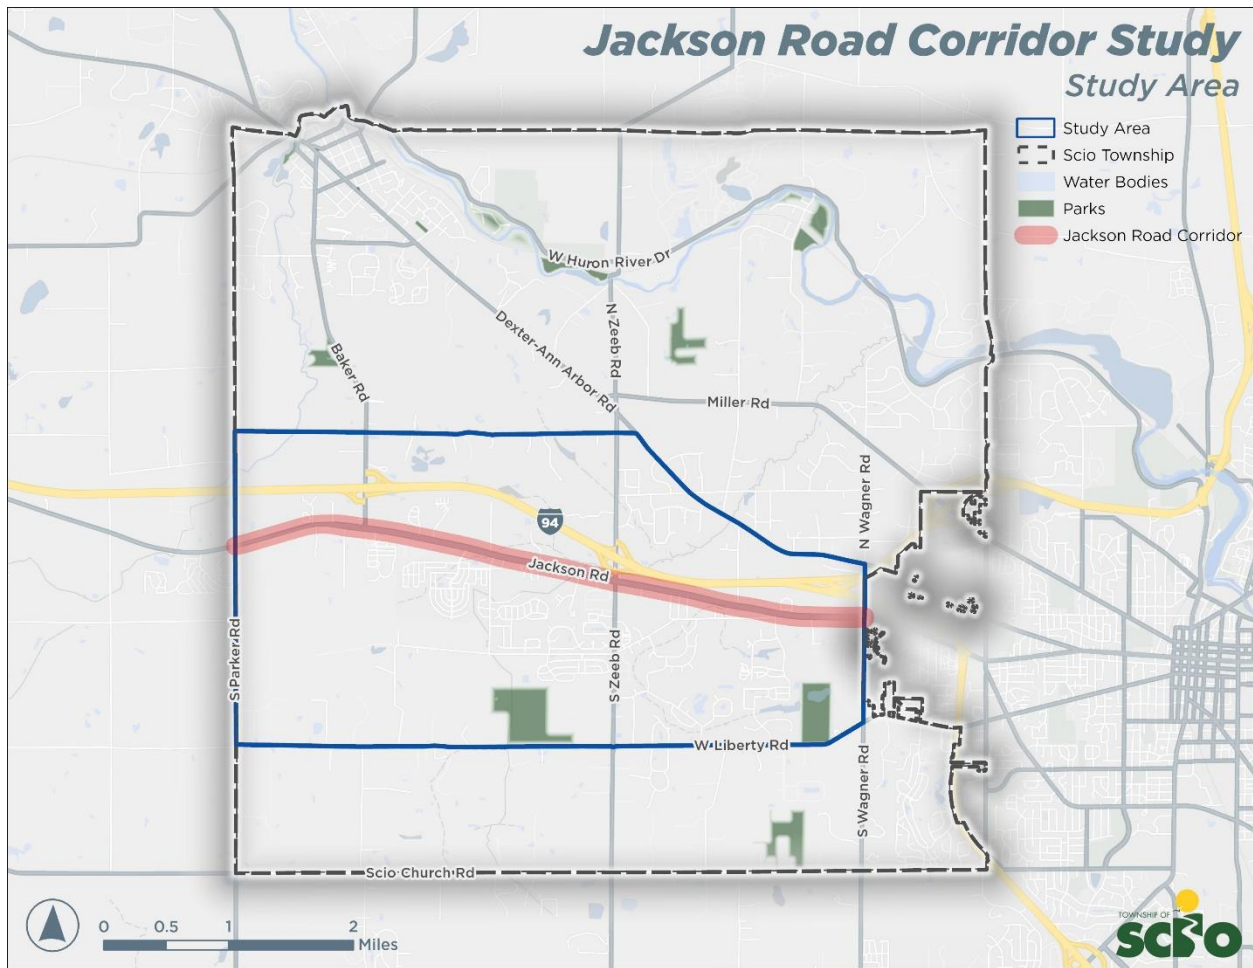 Jackson Road Corridor Study
Study Area
Study Area
Scio Township
Water Bodies
Parks
Jackson Road Corridor
W Huron River Dr
N Zeeb Rd
Dexter-Ann Arbor Rd
Baker Rd
Miller Rd
N Wagner Rd
94
Jackson Rd
S Parker Rd
S Zeeb Rd
W Liberty Rd
S Wagner Rd
Scio Church Rd
0 0.5 1 2
Miles
TOWNSHIP OF
SCIO